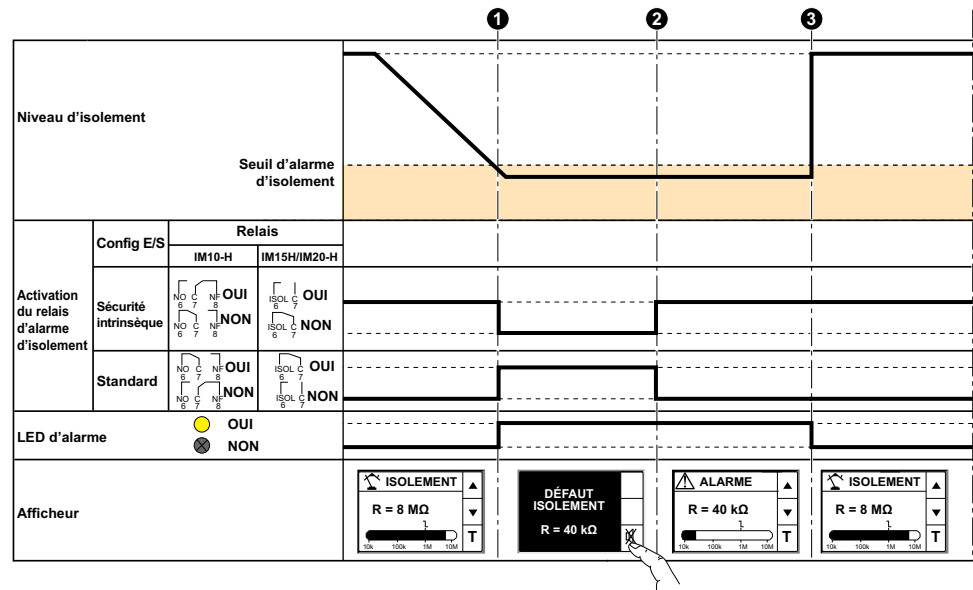 1 2 3
Niveau d’isolement
Seuil d’alarme
d’isolement
Activation
du relais
d’alarme
d’isolement
Config E/S
Relais
IM10-H
IM15H/IM20-H
Sécurité
intrinsèque
NO C NF OUI
6 7 8
NO C NF NON
6 7 8
ISOL C OUI
6 7
ISOL C NON
6 7
Standard
NO C NF OUI
6 7 8
NO C NF NON
6 7 8
ISOL C OUI
6 7
ISOL C NON
6 7
LED d’alarme
OUI
NON
Afficheur
ISOLEMENT
R = 8 MΩ
T
10k 100k 1M 10M
DÉFAUT
ISOLEMENT
R = 40 kΩ
ALARME
R = 40 kΩ
T
10k 100k 1M 10M
ISOLEMENT
R = 8 MΩ
T
10k 100k 1M 10M